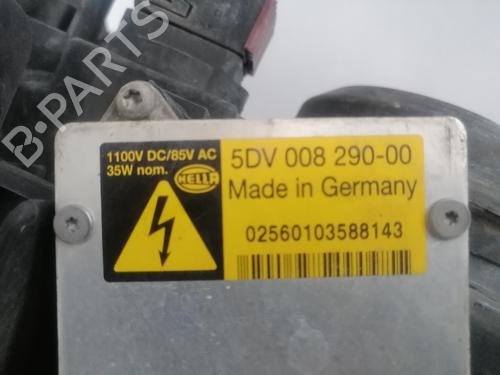 B-PARTS
1100V DC/85V AC
35W nom.
HELLA
5DV 008 290-00
Made in Germany
02560103588143